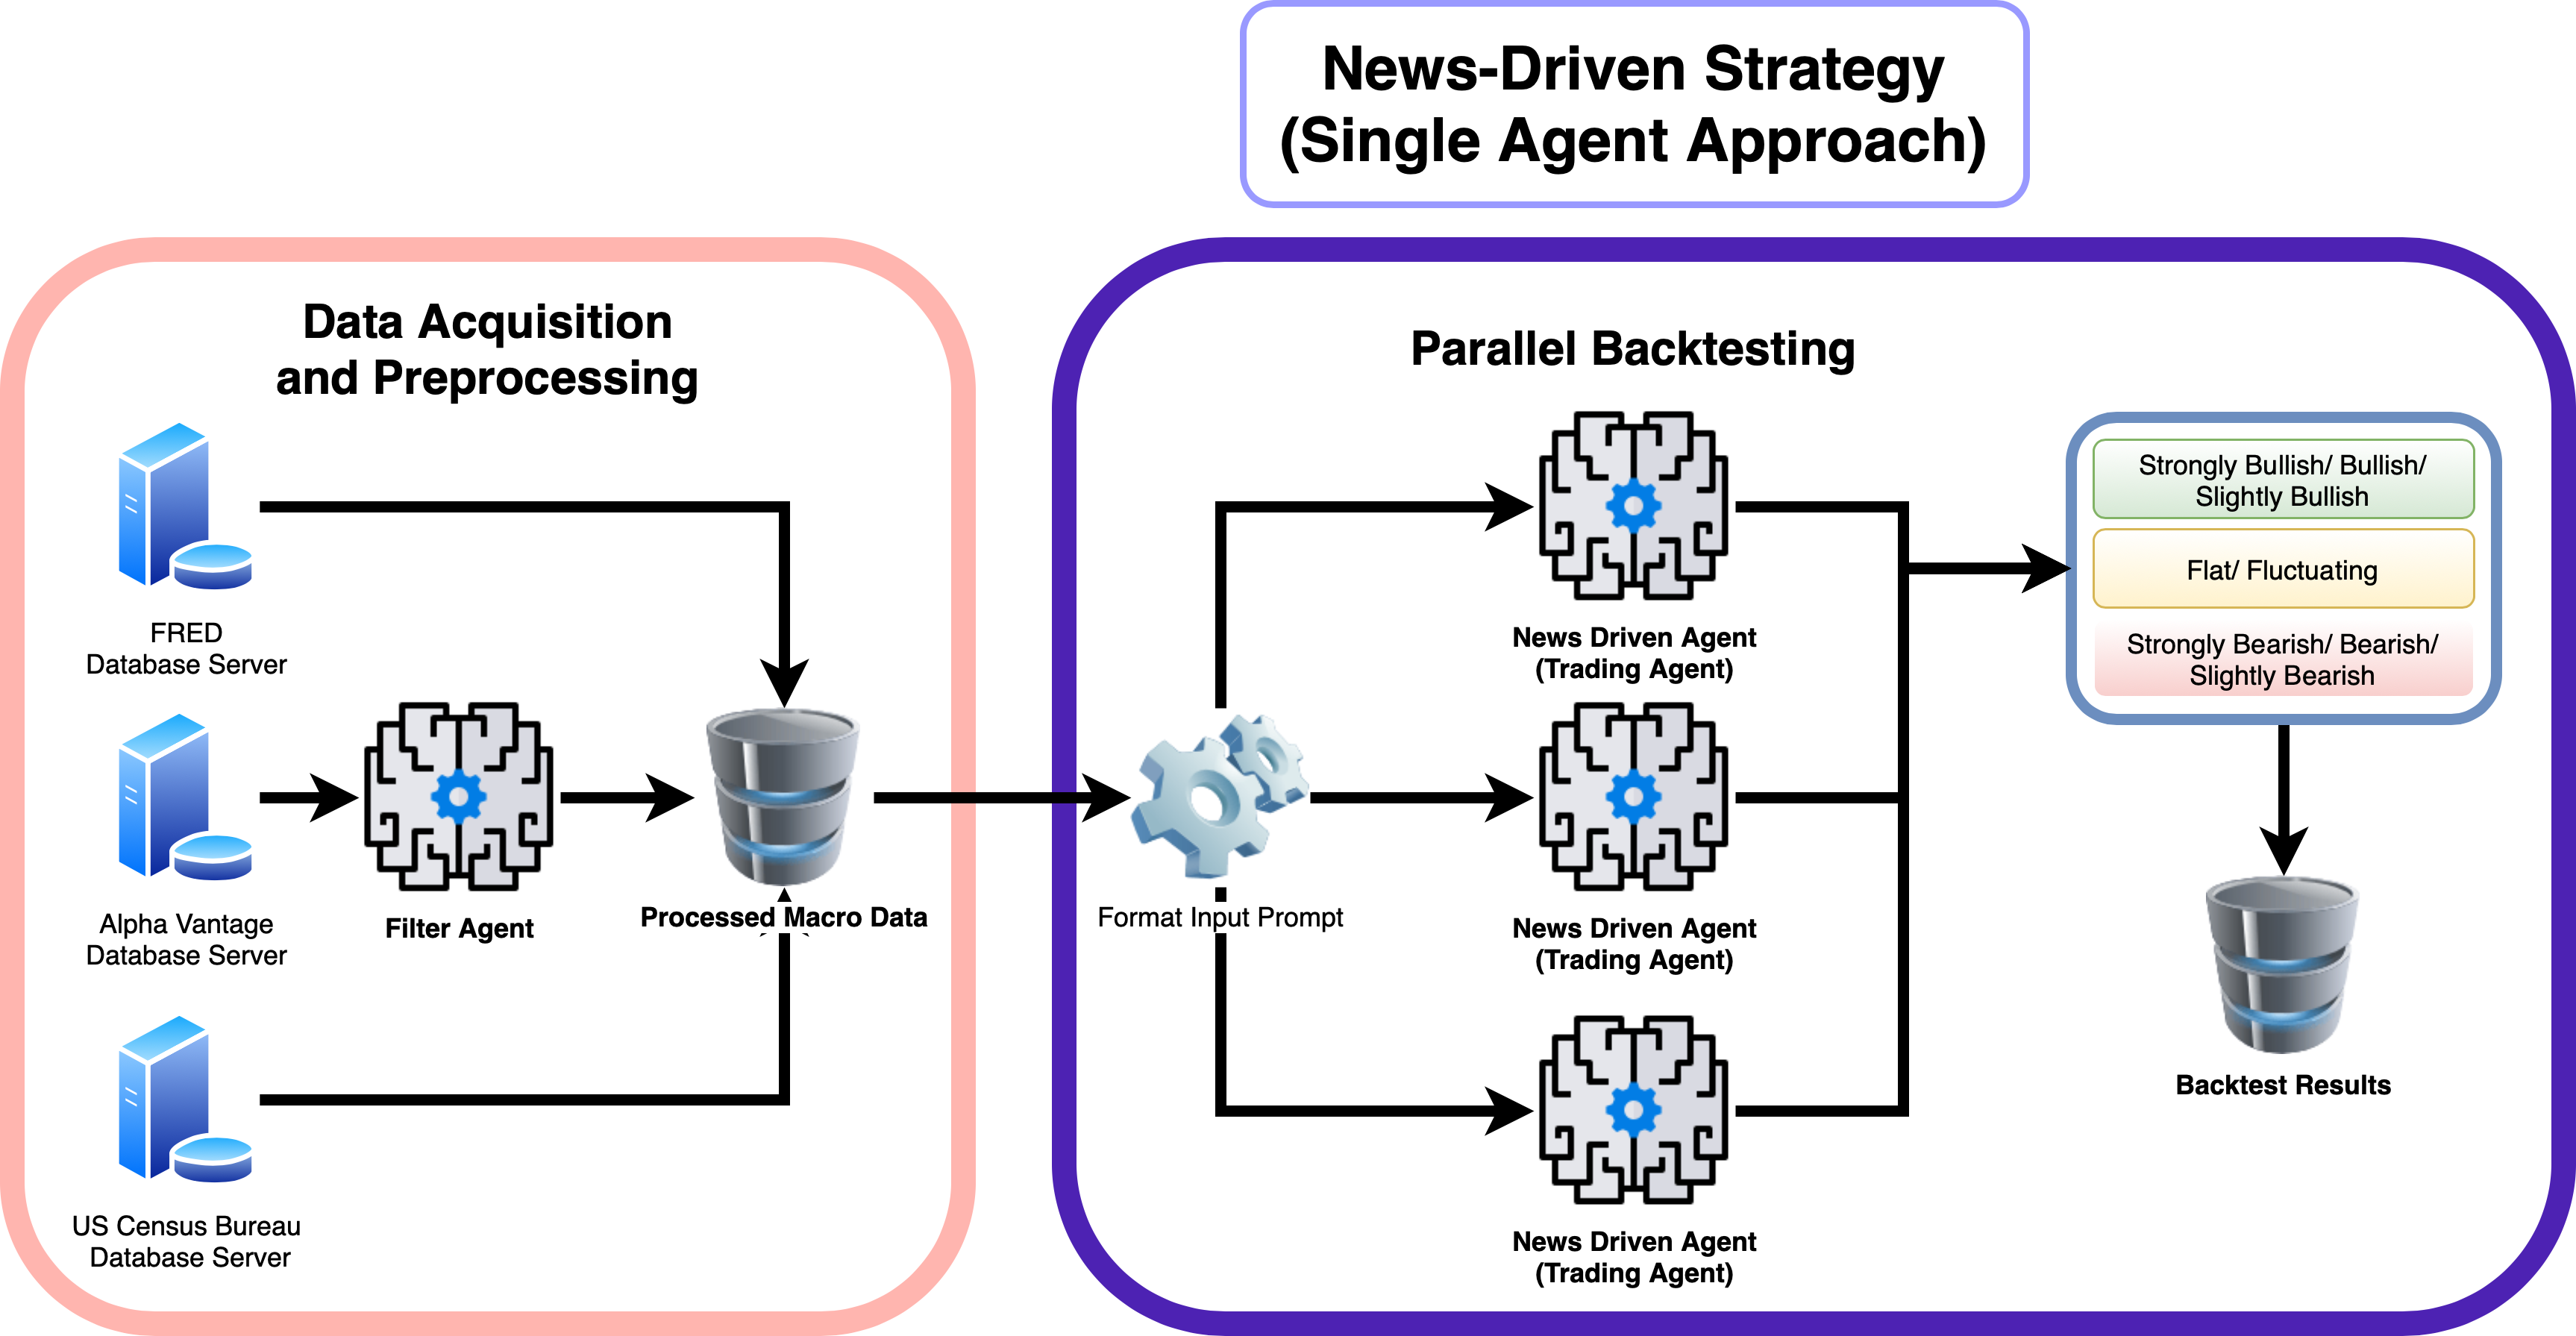 News-Driven Strategy
(Single Agent Approach)
Data Acquisition
and Preprocessing
FRED
Database Server
Alpha Vantage
Database Server
Filter Agent
Processed Macro Data
US Census Bureau
Database Server
Parallel Backtesting
Format Input Prompt
News Driven Agent
(Trading Agent)
News Driven Agent
(Trading Agent)
News Driven Agent
(Trading Agent)
Strongly Bullish/ Bullish/
Slightly Bullish
Flat/ Fluctuating
Strongly Bearish/ Bearish/
Slightly Bearish
Backtest Results